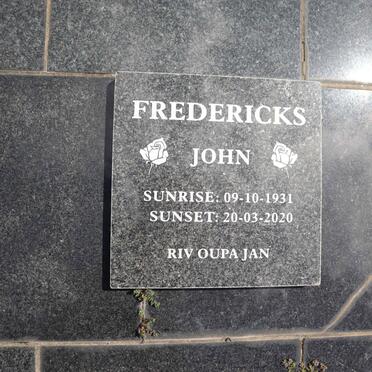 FREDERICKS
JOHN
SUNRISE: 09-10-1931
SUNSET: 20-03-2020
RIV OUPA JAN